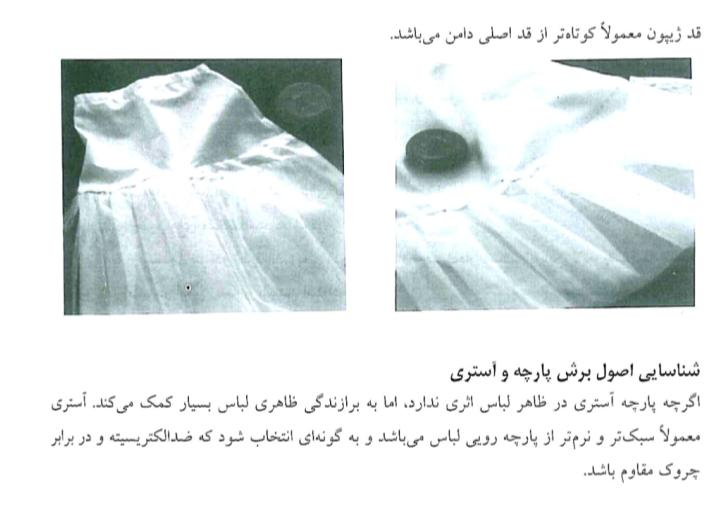 قد ژیپون معمولاً کوتاه‌تر از قد اصلی دامن می‌باشد.
شناسایی اصول برش پارچه و آستری
اگرچه پارچه آستری در ظاهر لباس اثری ندارد، اما به برازندگی ظاهری لباس بسیار کمک می‌کند. آستری
معمولاً سبک‌تر و نرم‌تر از پارچه رویی لباس می‌باشد و به گونه‌ای انتخاب شود که ضدالکتریسیته و در برابر
چروک مقاوم باشد.